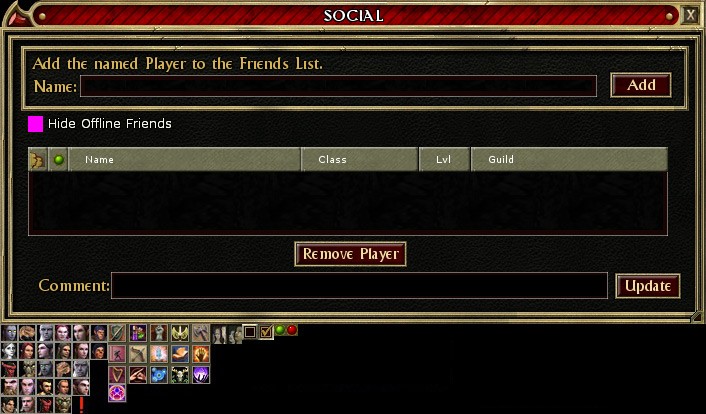 SOCIAL
X
Add the named Player to the Friends List.
Name:
Add
Hide Offline Friends
Name Class Lvl Guild
Remove Player
Comment:
Update